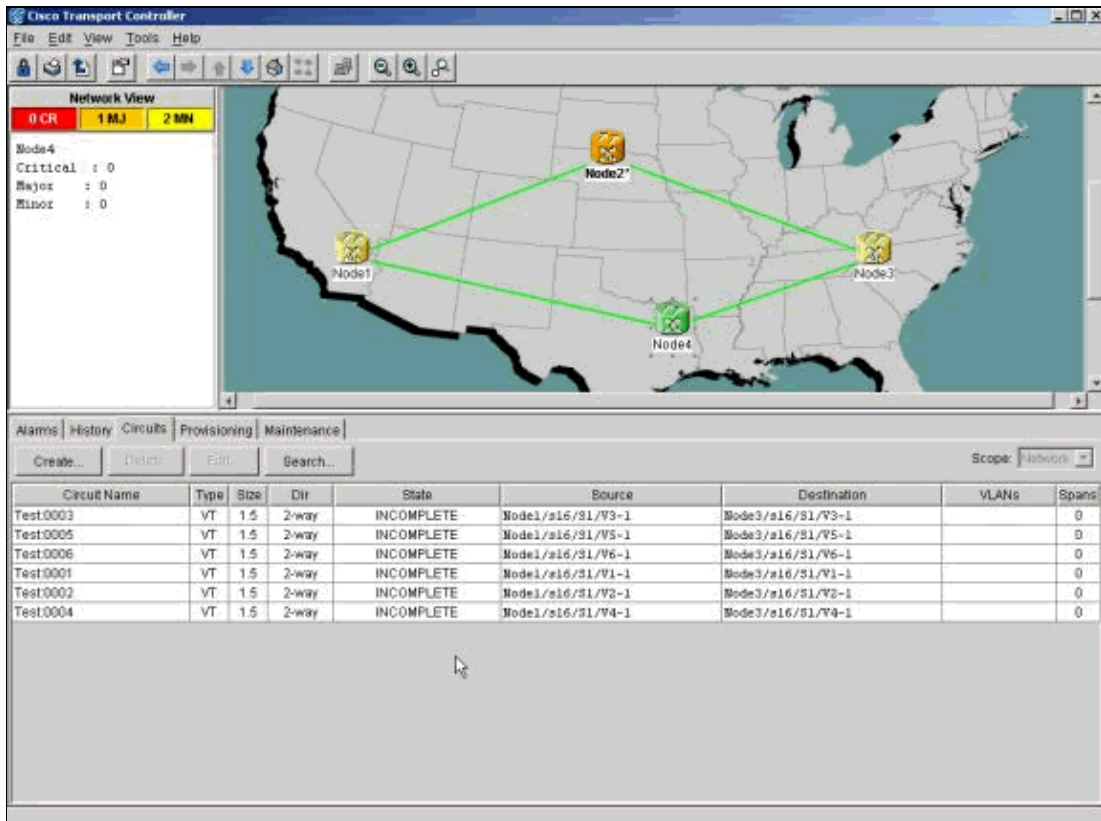 Cisco Transport Controller
File Edit View Tools Help
Network View
0 CR 1 MJ 2 MN
Node4
Critical : 0
Major : 0
Minor : 0
Node2*
Node1
Node3
Node4
Alarms History Circuits Provisioning Maintenance
Create... Delete Edit... Search... Scope: Network
Circuit Name Type Size Dir State Source Destination VLANs Spans
Test:0003 VT 1.5 2-way INCOMPLETE Node1/s16/S1/V3-1 Node3/s16/S1/V3-1 0
Test:0005 VT 1.5 2-way INCOMPLETE Node1/s16/S1/V5-1 Node3/s16/S1/V5-1 0
Test:0006 VT 1.5 2-way INCOMPLETE Node1/s16/S1/V6-1 Node3/s16/S1/V6-1 0
Test:0001 VT 1.5 2-way INCOMPLETE Node1/s16/S1/V1-1 Node3/s16/S1/V1-1 0
Test:0002 VT 1.5 2-way INCOMPLETE Node1/s16/S1/V2-1 Node3/s16/S1/V2-1 0
Test:0004 VT 1.5 2-way INCOMPLETE Node1/s16/S1/V4-1 Node3/s16/S1/V4-1 0